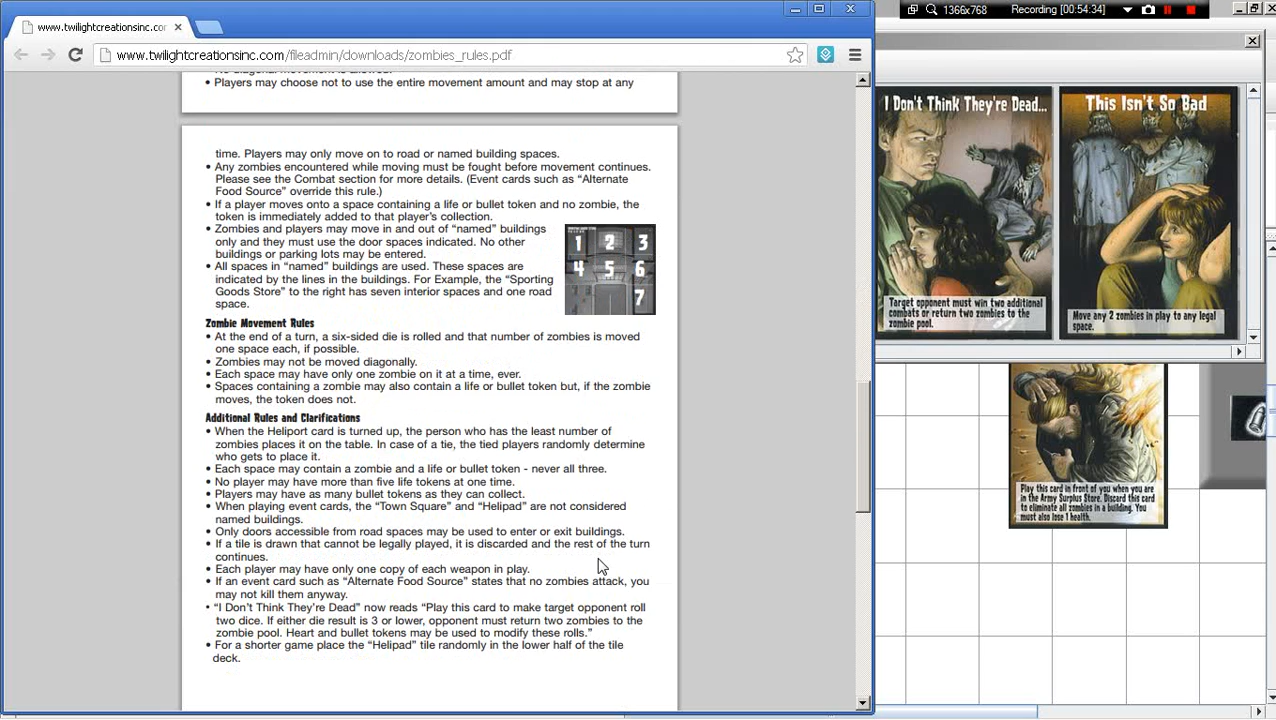 www.twilightcreationsinc.com
1366x768
Recording [00:54:34]
www.twilightcreationsinc.com/fileadmin/downloads/zombies_rules.pdf
• Players may choose not to use the entire movement amount and may stop at any
time. Players may only move on to road or named building spaces.
• Any zombies encountered while moving must be fought before movement continues.
Please see the Combat section for more details. (Event cards such as “Alternate
Food Source” override this rule.)
• If a player moves onto a space containing a life or bullet token and no zombie, the
token is immediately added to that player's collection.
• Zombies and players may move in and out of “named” buildings
only and they must use the door spaces indicated. No other
buildings or parking lots may be entered.
• All spaces in “named” buildings are used. These spaces are
indicated by the lines in the buildings. For Example, the “Sporting
Goods Store” to the right has seven interior spaces and one road
space.
1 2 3
4 5 6
7
Zombie Movement Rules
• At the end of a turn, a six-sided die is rolled and that number of zombies is moved
one space each, if possible.
• Zombies may not be moved diagonally.
• Each space may have only one zombie on it at a time, ever.
• Spaces containing a zombie may also contain a life or bullet token but, if the zombie
moves, the token does not.
Additional Rules and Clarifications
• When the Heliport card is turned up, the person who has the least number of
zombies places it on the table. In case of a tie, the tied players randomly determine
who gets to place it.
• Each space may contain a zombie and a life or bullet token - never all three.
• No player may have more than five life tokens at one time.
• Players may have as many bullet tokens as they can collect.
• When playing event cards, the “Town Square” and “Helipad” are not considered
named buildings.
• Only doors accessible from road spaces may be used to enter or exit buildings.
• If a tile is drawn that cannot be legally played, it is discarded and the rest of the turn
continues.
• Each player may have only one copy of each weapon in play.
• If an event card such as “Alternate Food Source” states that no zombies attack, you
may not kill them anyway.
• “I Don't Think They're Dead” now reads “Play this card to make target opponent roll
two dice. If either die result is 3 or lower, opponent must return two zombies to the
zombie pool. Heart and bullet tokens may be used to modify these rolls.”
• For a shorter game place the “Helipad” tile randomly in the lower half of the tile
deck.
I Don't Think They're Dead...
Target opponent must win two additional
combats or return two zombies to the
zombie pool.
This Isn't So Bad
Move any 2 zombies in play to any legal
space.
Play this card in front of you when you are
in the Army Surplus Store. Discard this card
to eliminate all zombies in a building. You
must also lose 1 health.